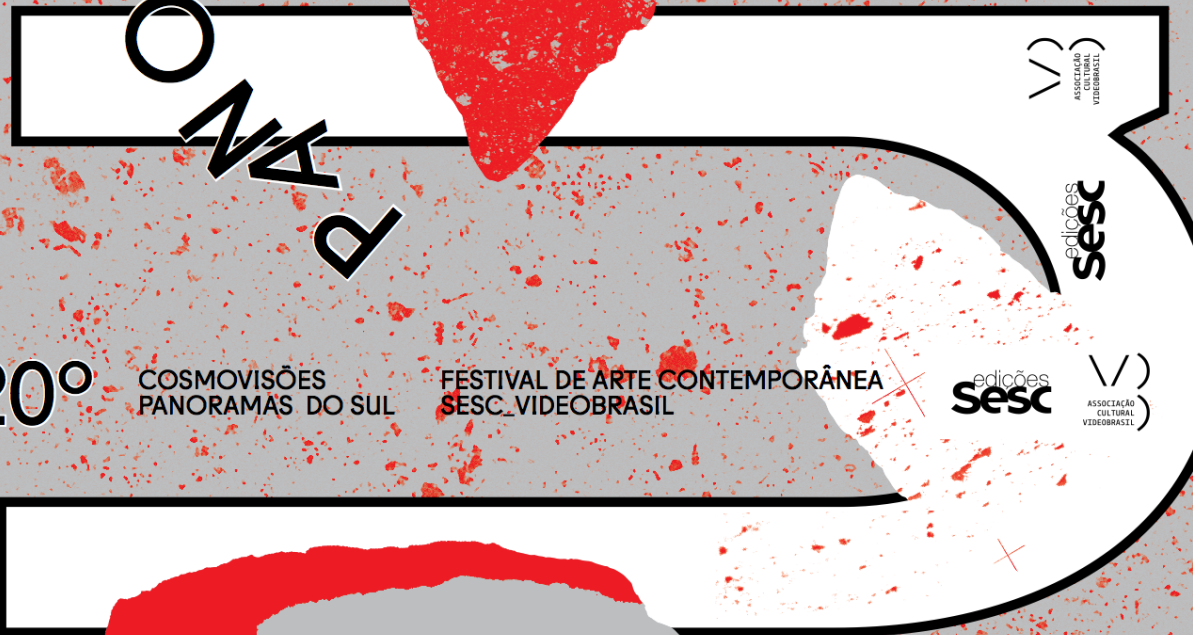 PANO
V B
ASSOCIAÇÃO
CULTURAL
VIDEOBRASIL
edições
sesc
20º
COSMOVISÕES
PANORAMAS DO SUL
FESTIVAL DE ARTE CONTEMPORÂNEA
SESC_VIDEOBRASIL
edições
sesc
V B
ASSOCIAÇÃO
CULTURAL
VIDEOBRASIL